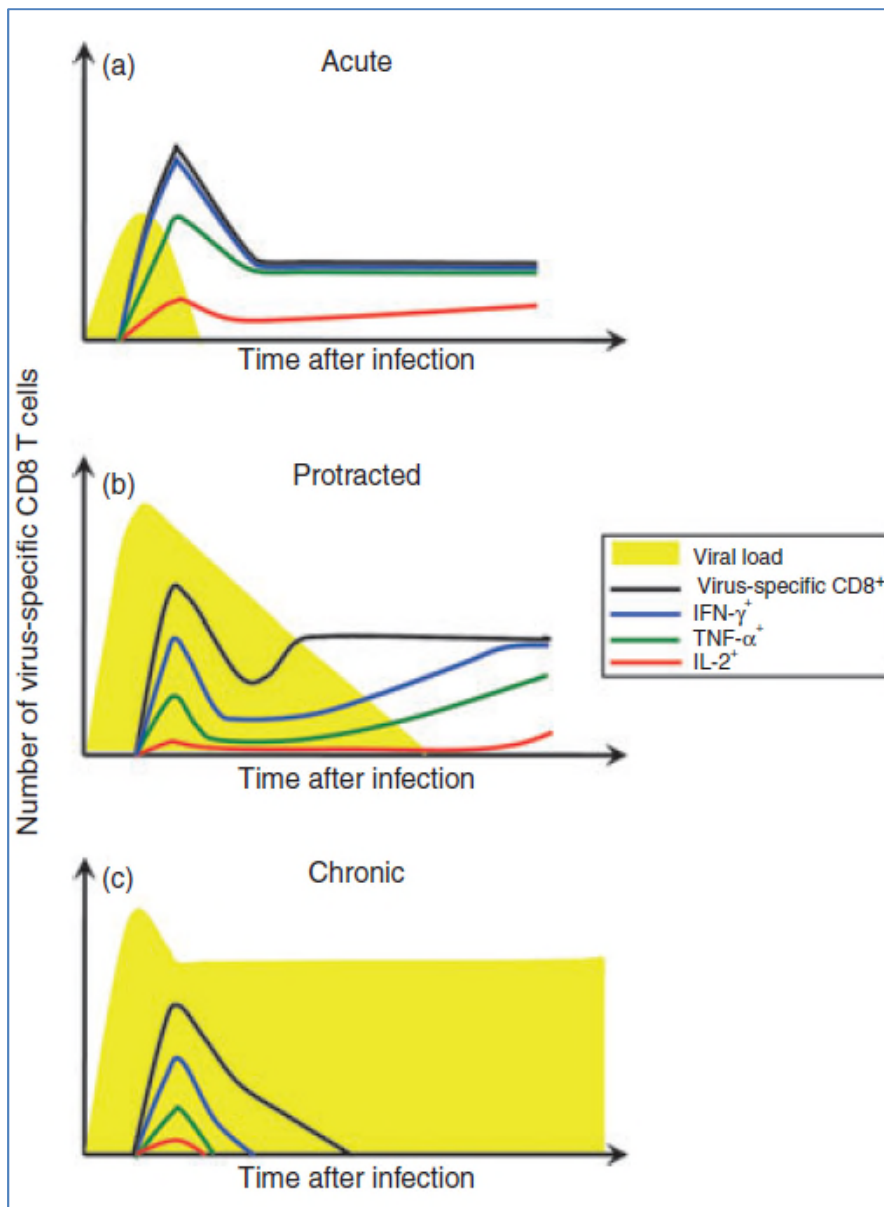 (a)
Acute
Time after infection
Number of virus-specific CD8 T cells
(b)
Protracted
Viral load
Virus-specific CD8⁺
IFN-γ⁺
TNF-α⁺
IL-2⁺
Time after infection
(c)
Chronic
Time after infection